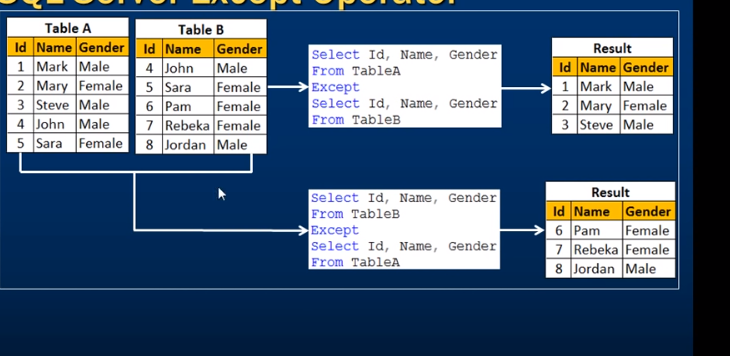 SQL Server Except Operator
Table A
Id Name Gender
1 Mark Male
2 Mary Female
3 Steve Male
4 John Male
5 Sara Female
Table B
Id Name Gender
4 John Male
5 Sara Female
6 Pam Female
7 Rebeka Female
8 Jordan Male
Select Id, Name, Gender
From TableA
Except
Select Id, Name, Gender
From TableB
Result
Id Name Gender
1 Mark Male
2 Mary Female
3 Steve Male
Select Id, Name, Gender
From TableB
Except
Select Id, Name, Gender
From TableA
Result
Id Name Gender
6 Pam Female
7 Rebeka Female
8 Jordan Male